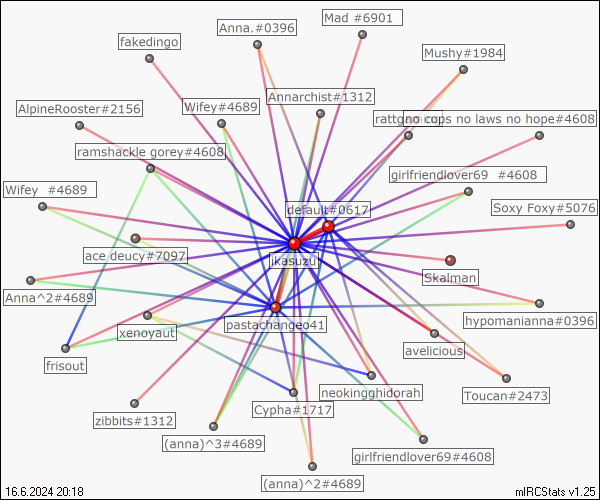 Mad #6901
Anna.#0396
fakedingo
Mushy#1984
Annarchist#1312
Wifey#4689
AlpineRooster#2156
no cops no laws no hope#4608
ramshackle gorey#4608
girlfriendlover69 #4608
Wifey #4689
default#0617
Soxy Foxy#5076
ace.deucy#7097
jikasuzu
Skalman
Anna^2#4689
hypomanianna#0396
pastachangeo41
xenoyaut
avelicious
frisout
neokingghidorah
Toucan#2473
Cypha#1717
zibbits#1312
(anna)^3#4689
girlfriendlover69#4608
(anna)^2#4689
16.6.2024 20:18
mIRCStats v1.25